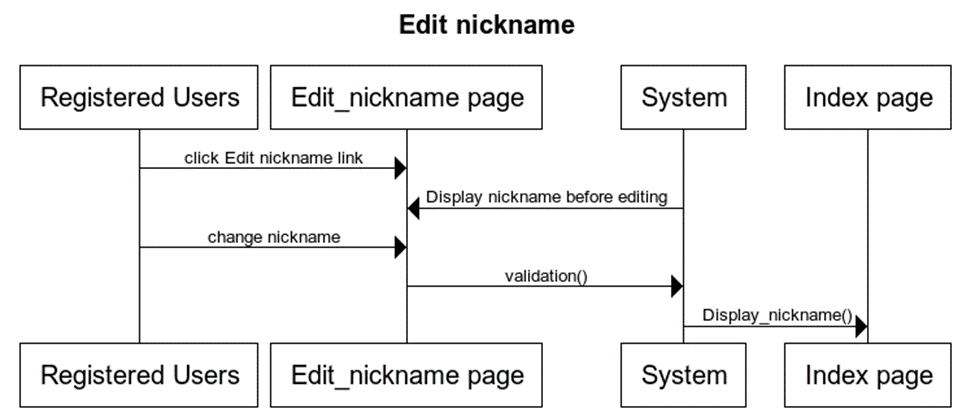 Edit nickname
Registered Users
Edit_nickname page
System
Index page
click Edit nickname link
Display nickname before editing
change nickname
validation()
Display_nickname()
Registered Users
Edit_nickname page
System
Index page